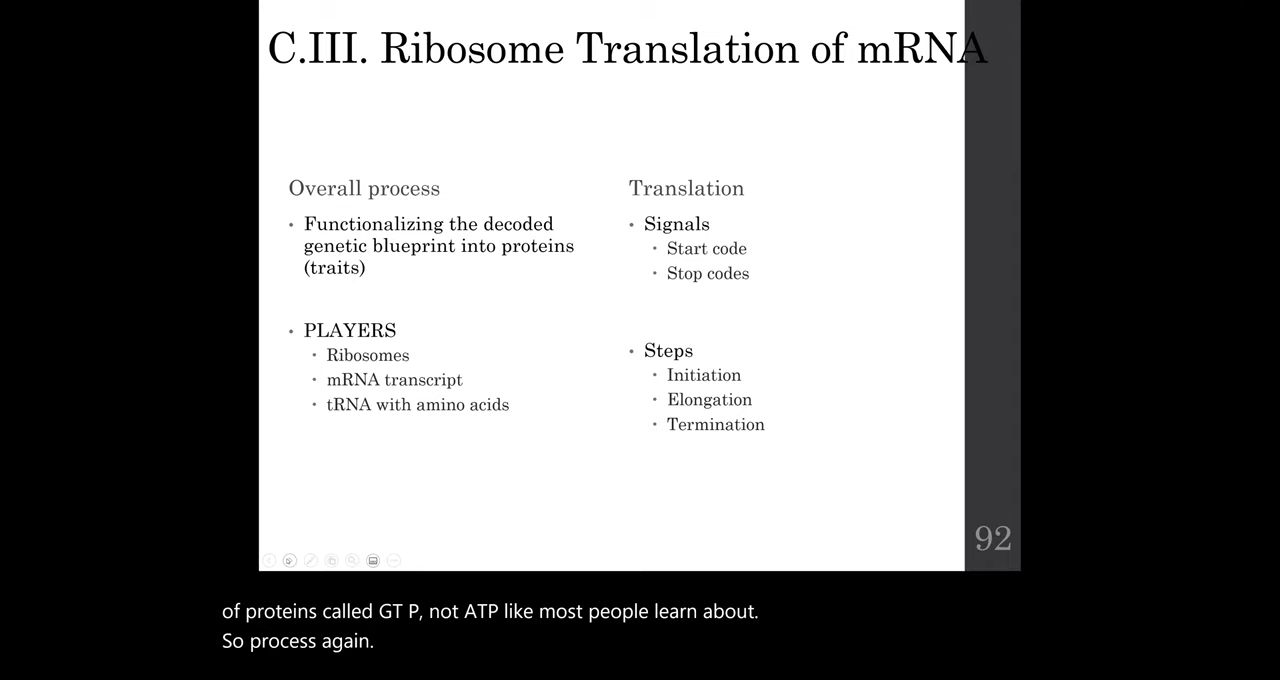 C.III. Ribosome Translation of mRNA
Overall process
• Functionalizing the decoded
genetic blueprint into proteins
(traits)
• PLAYERS
• Ribosomes
• mRNA transcript
• tRNA with amino acids
Translation
• Signals
• Start code
• Stop codes
• Steps
• Initiation
• Elongation
• Termination
92
of proteins called GT P, not ATP like most people learn about.
So process again.